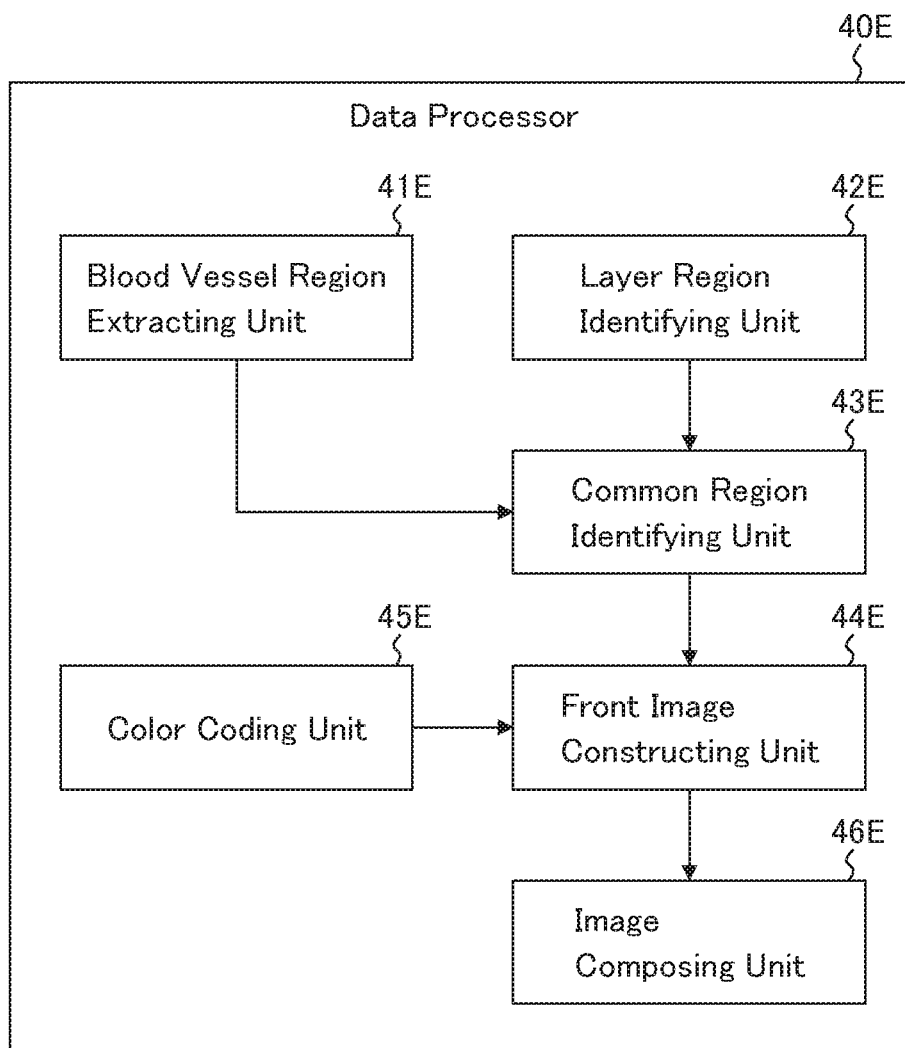 40E
Data Processor
41E
42E
Blood Vessel Region
Extracting Unit
Layer Region
Identifying Unit
43E
Common Region
Identifying Unit
45E
44E
Color Coding Unit
Front Image
Constructing Unit
46E
Image
Composing Unit